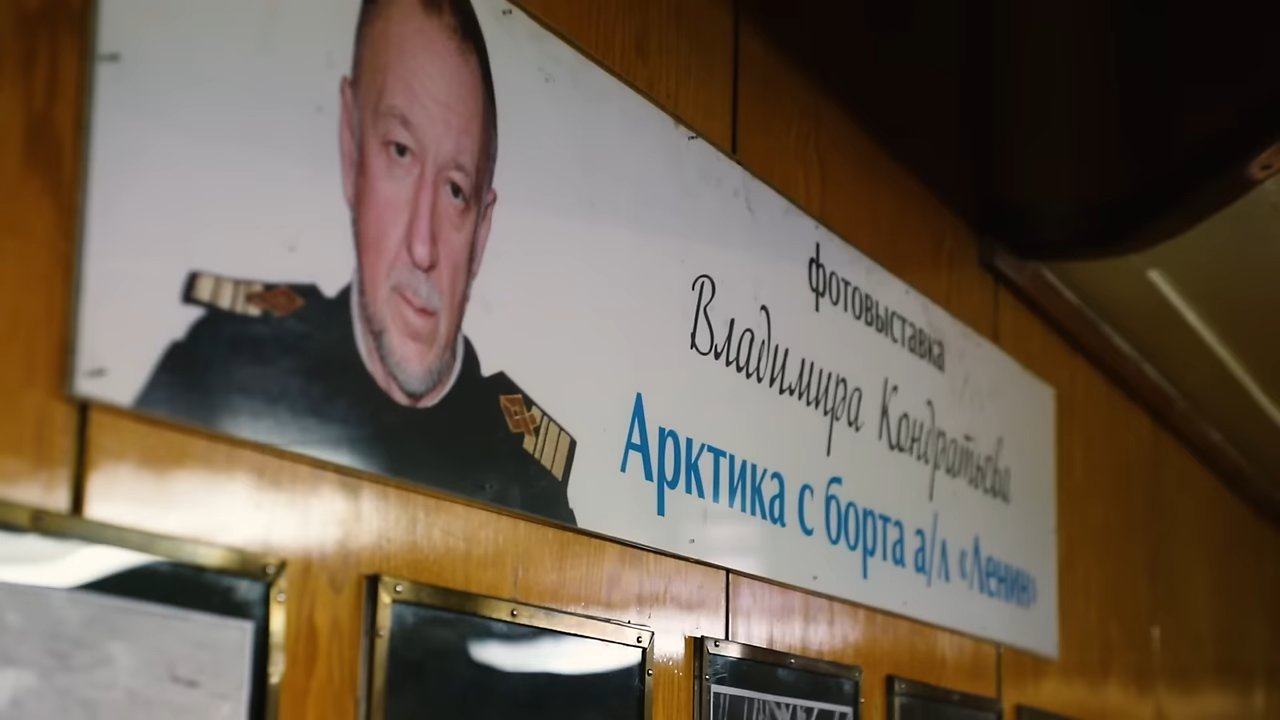 фотовыставка
Владимира Кондратьева
Арктика с борта а/л «Ленин»